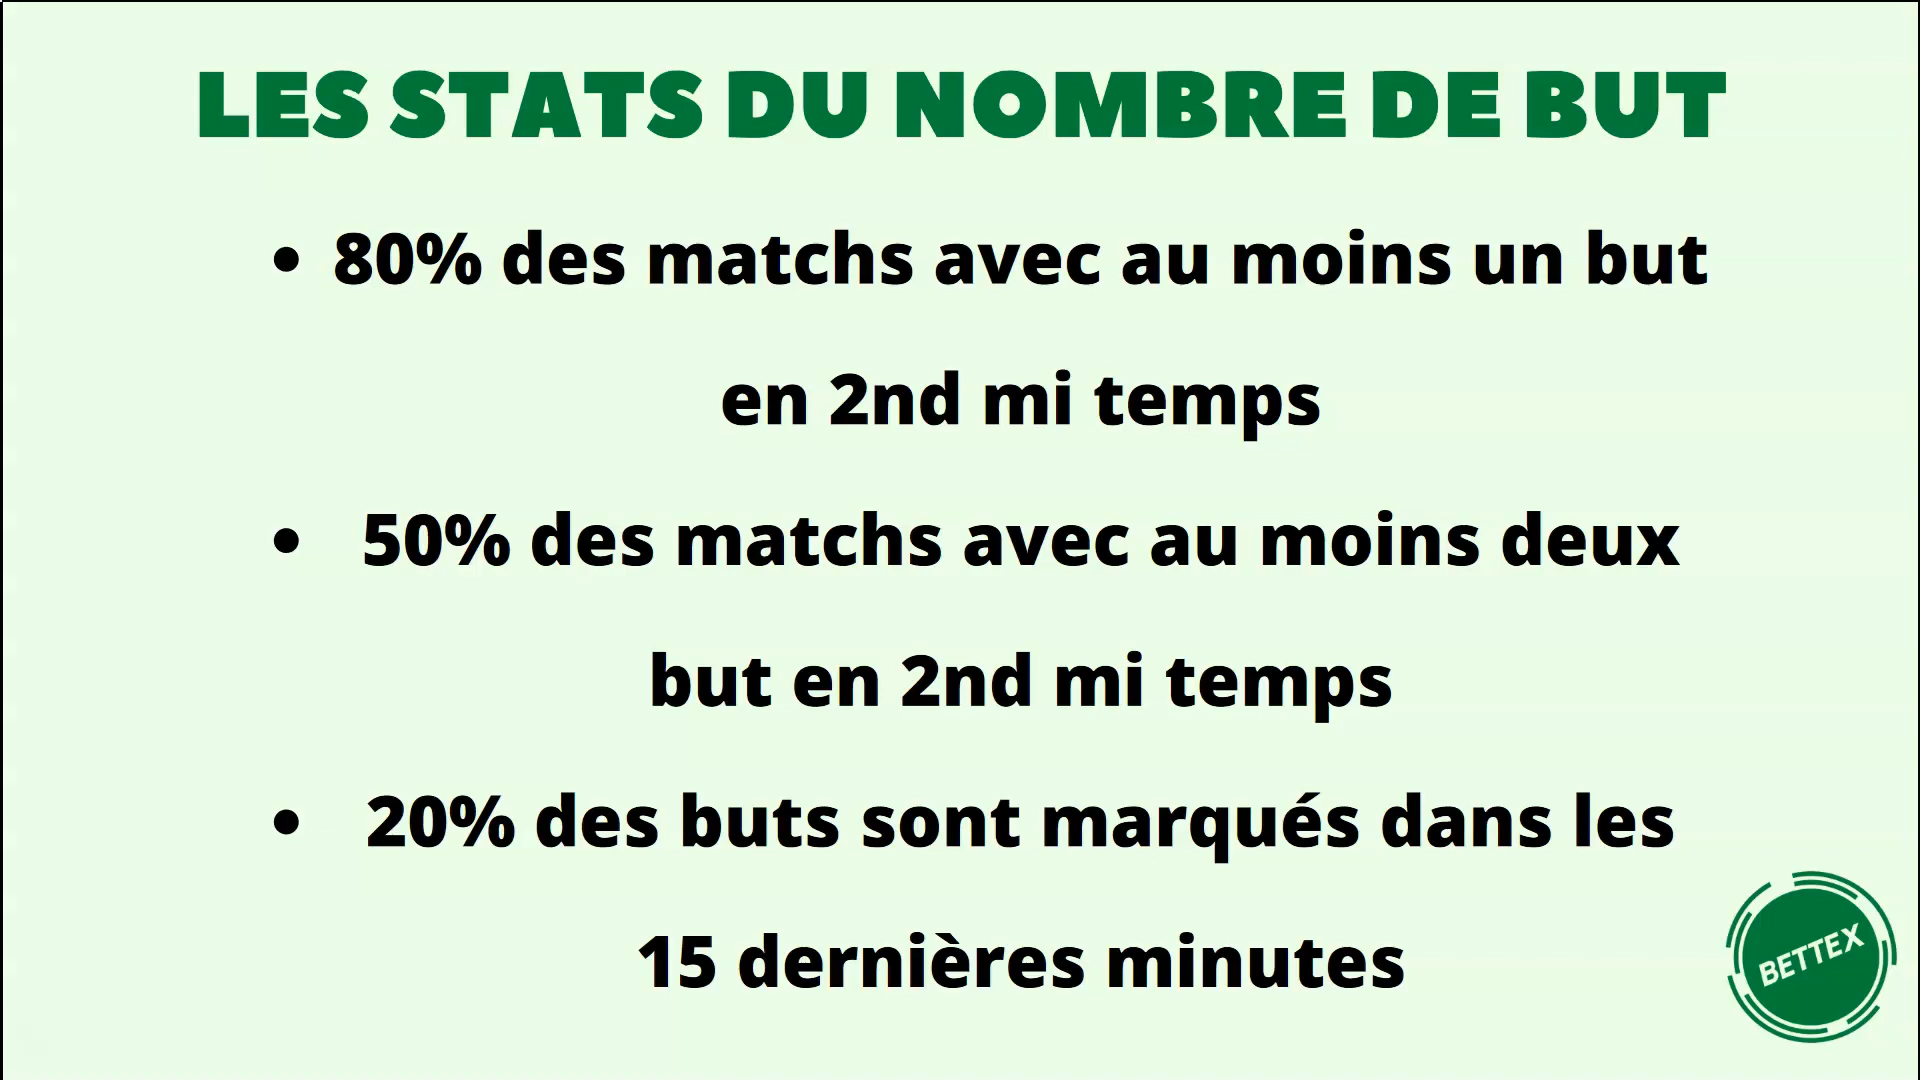 LES STATS DU NOMBRE DE BUT
• 80% des matchs avec au moins un but
en 2nd mi temps
• 50% des matchs avec au moins deux
but en 2nd mi temps
• 20% des buts sont marqués dans les
15 dernières minutes
BETTEX